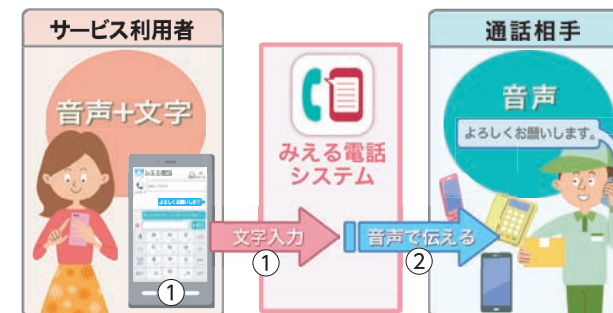 サービス利用者
音声+文字
みえる電話
よろしくお願いします
①
みえる電話
システム
文字入力
①
音声で伝える
②
通話相手
音声
よろしくお願いします。